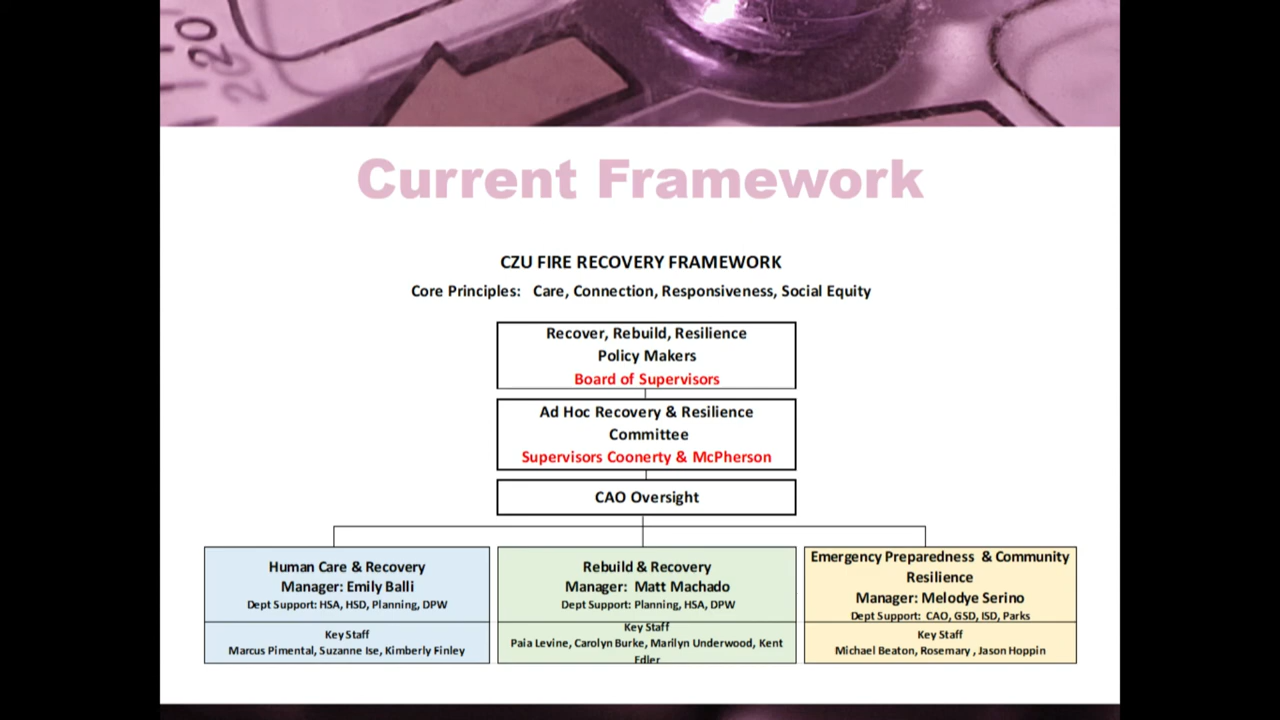 20
20
Current Framework
CZU FIRE RECOVERY FRAMEWORK
Core Principles: Care, Connection, Responsiveness, Social Equity
Recover, Rebuild, Resilience
Policy Makers
Board of Supervisors
Ad Hoc Recovery & Resilience
Committee
Supervisors Coonerty & McPherson
CAO Oversight
Human Care & Recovery
Manager: Emily Balli
Dept Support: HSA, HSD, Planning, DPW
Key Staff
Marcus Pimental, Suzanne Ise, Kimberly Finley
Rebuild & Recovery
Manager: Matt Machado
Dept Support: Planning, HSA, DPW
Key Staff
Paia Levine, Carolyn Burke, Marilyn Underwood, Kent
Edler
Emergency Preparedness & Community
Resilience
Manager: Melodye Serino
Dept Support: CAO, GSD, ISD, Parks
Key Staff
Michael Beaton, Rosemary , Jason Hoppin